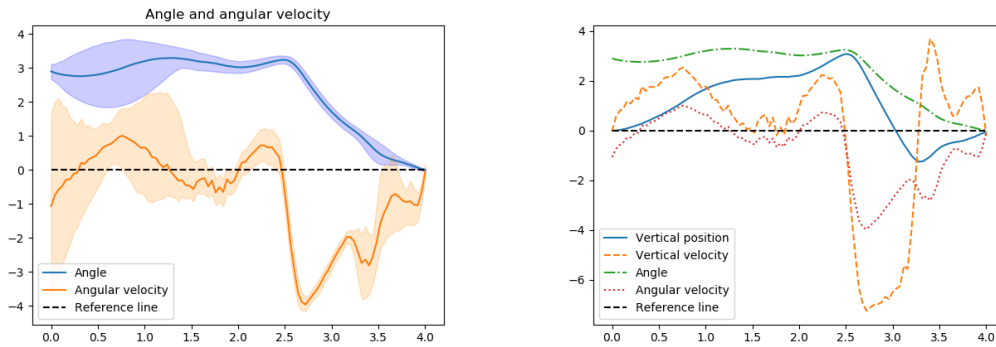 Angle and angular velocity
4
3
2
1
0
−1
−2
−3
−4
0.0 0.5 1.0 1.5 2.0 2.5 3.0 3.5 4.0
Angle
Angular velocity
Reference line
4
2
0
−2
−4
−6
0.0 0.5 1.0 1.5 2.0 2.5 3.0 3.5 4.0
Vertical position
Vertical velocity
Angle
Angular velocity
Reference line